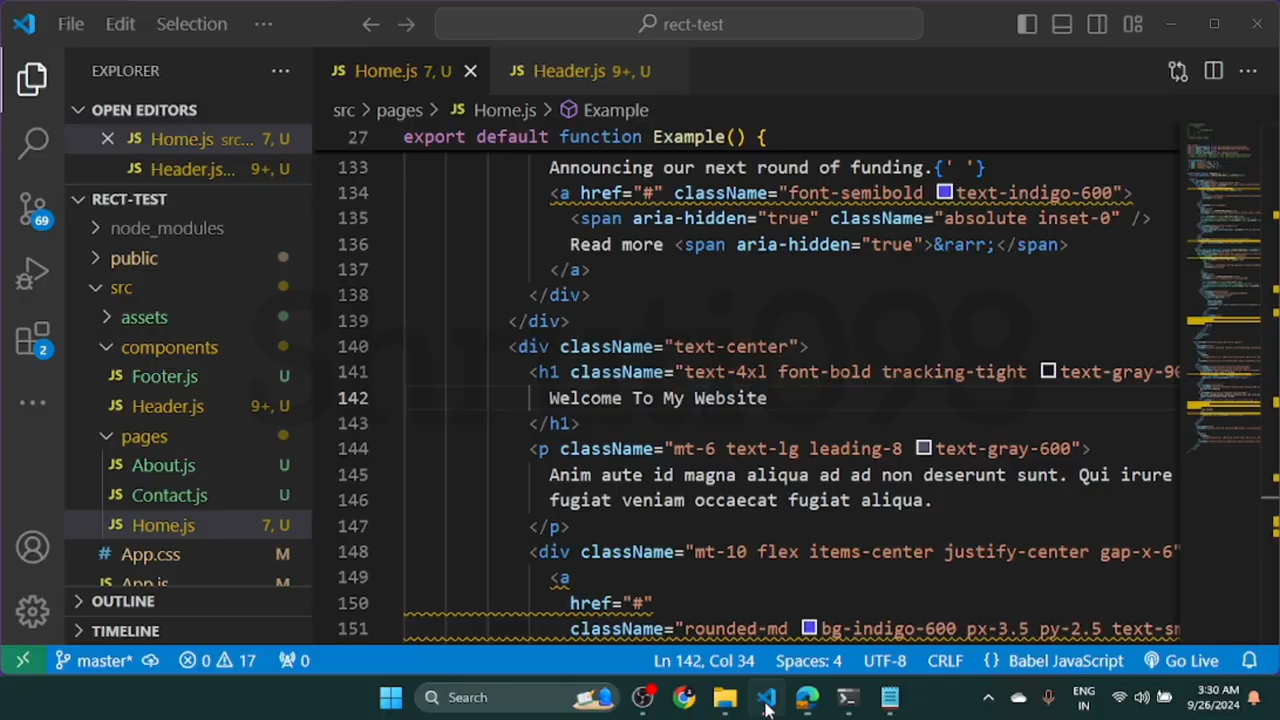 File Edit Selection ··· rect-test
EXPLORER ···
Home.js 7, U
Header.js 9+, U
OPEN EDITORS
Home.js src... 7, U
Header.js... 9+, U
RECT-TEST
node_modules
public
src
assets
components
Footer.js U
Header.js 9+, U
pages
About.js U
Contact.js U
Home.js 7, U
App.css M
App.js M
OUTLINE
TIMELINE
69
2
src > pages > JS Home.js > Example
27 export default function Example() {
133 Announcing our next round of funding.{' '}
134 <a href="#" className="font-semibold text-indigo-600">
135 <span aria-hidden="true" className="absolute inset-0" />
136 Read more <span aria-hidden="true">&rarr;</span>
137 </a>
138 </div>
139 </div>
140 <div className="text-center">
141 <h1 className="text-4xl font-bold tracking-tight text-gray-90
142 Welcome To My Website
143 </h1>
144 <p className="mt-6 text-lg leading-8 text-gray-600">
145 Anim aute id magna aliqua ad ad non deserunt sunt. Qui irure
146 fugiat veniam occaecat fugiat aliqua.
147 </p>
148 <div className="mt-10 flex items-center justify-center gap-x-6"
149 <a
150 href="#"
151 className="rounded-md bg-indigo-600 px-3.5 py-2.5 text-sm
master* 0 17 0 Ln 142, Col 34 Spaces: 4 UTF-8 CRLF {} Babel JavaScript Go Live
Search
ENG
IN
3:30 AM
9/26/2024